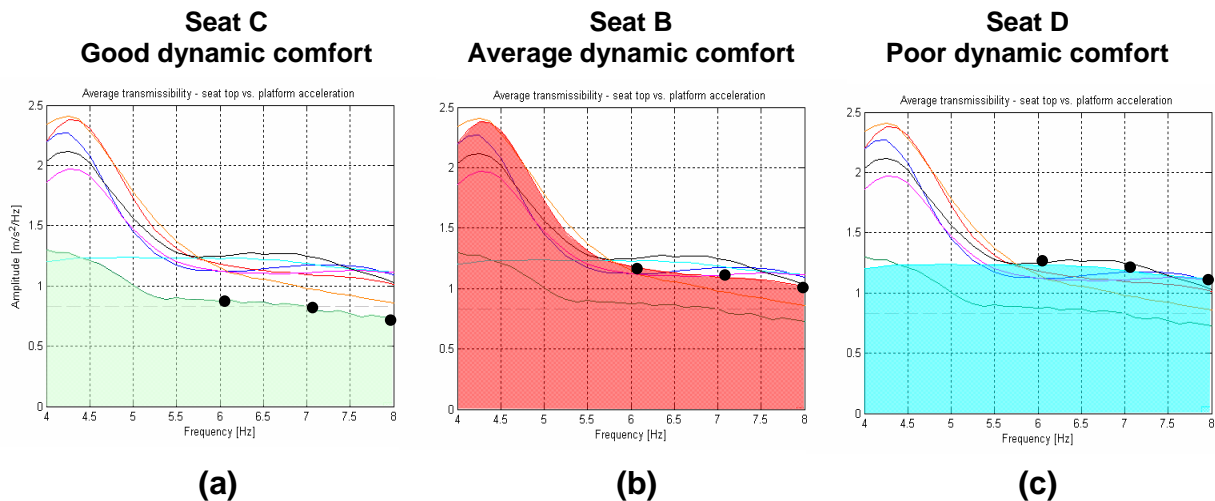 Seat C
Good dynamic comfort
Seat B
Average dynamic comfort
Seat D
Poor dynamic comfort
Average transmissibility - seat top vs. platform acceleration
2.5
2
1.5
1
0.5
0
Amplitude [m/s²/Hz]
4 4.5 5 5.5 6 6.5 7 7.5 8
Frequency [Hz]
Average transmissibility - seat top vs. platform acceleration
2.5
2
1.5
1
0.5
0
4 4.5 5 5.5 6 6.5 7 7.5 8
Frequency [Hz]
Average transmissibility - seat top vs. platform acceleration
2.5
2
1.5
1
0.5
0
4 4.5 5 5.5 6 6.5 7 7.5 8
Frequency [Hz]
(a)
(b)
(c)